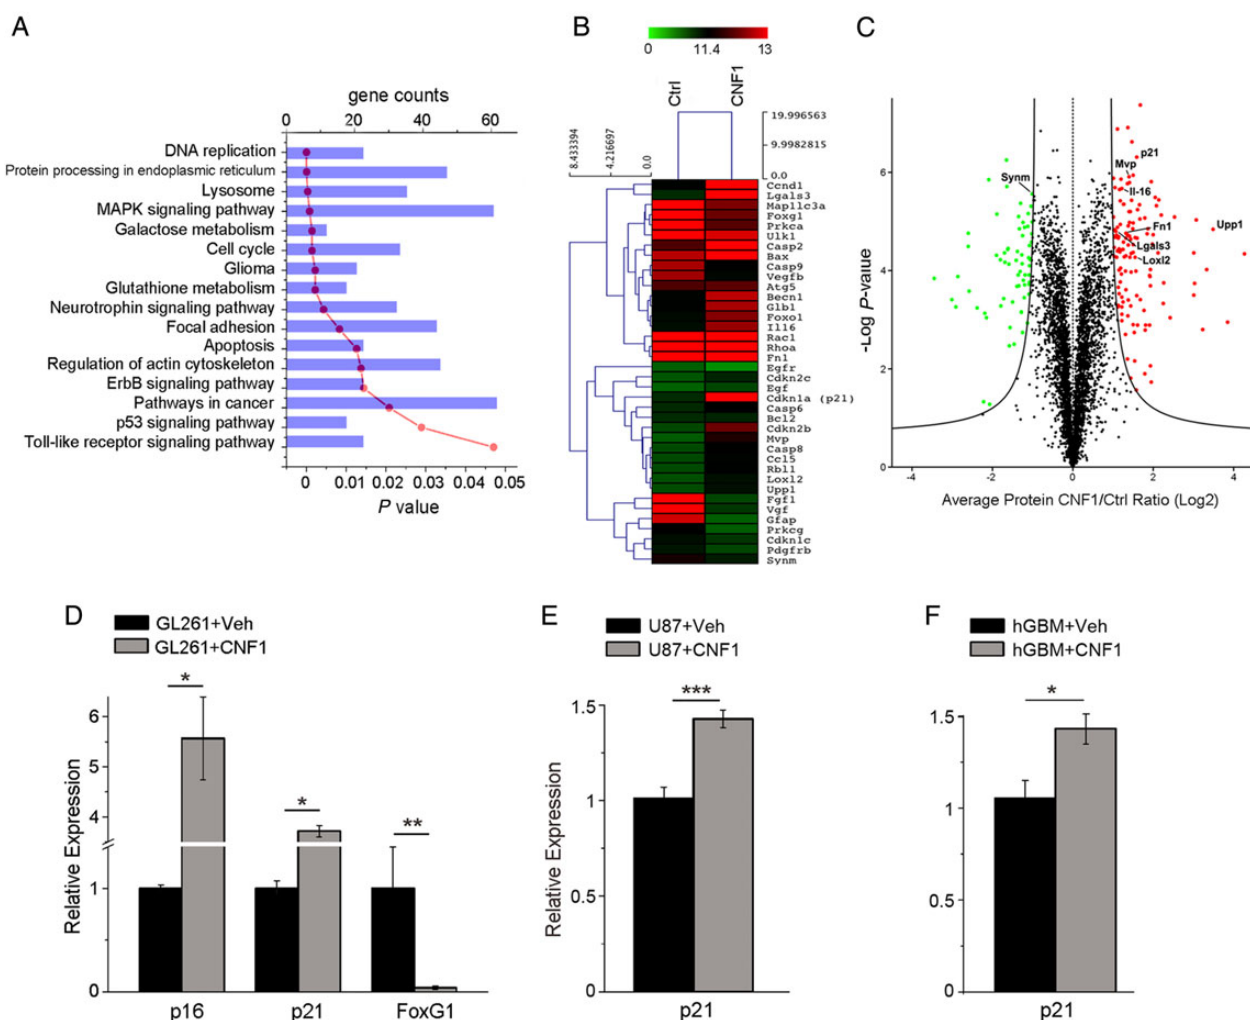 A
gene counts
0 20 40 60
DNA replication
Protein processing in endoplasmic reticulum
Lysosome
MAPK signaling pathway
Galactose metabolism
Cell cycle
Glioma
Glutathione metabolism
Neurotrophin signaling pathway
Focal adhesion
Apoptosis
Regulation of actin cytoskeleton
ErbB signaling pathway
Pathways in cancer
p53 signaling pathway
Toll-like receptor signaling pathway
0 0.01 0.02 0.03 0.04 0.05
P value
B
0 11.4 13
Ctrl
CNF1
19.996563
9.9982815
0.0
8.433394
4.216697
0.0
Ccnd1
Lgals3
Map1lc3a
Foxg1
Prkca
Ulk1
Casp2
Bax
Casp9
Vegfb
Atg5
Becn1
Glb1
Foxo1
Il16
Rac1
Rhoa
Fn1
Egfr
Cdkn2c
Egf
Cdkn1a (p21)
Casp6
Bcl2
Cdkn2b
Mvp
Casp8
Ccl5
Rbl1
Loxl2
Upp1
Fgf1
Vgf
Gfap
Prkcg
Cdkn1c
Pdgfrb
Synm
C
-Log P-value
6
4
2
0
p21
Mvp
Synm
Il-16
Upp1
Fn1
Lgals3
Loxl2
-4 -2 0 2 4
Average Protein CNF1/Ctrl Ratio (Log2)
D
GL261+Veh
GL261+CNF1
Relative Expression
6
5
4
1
0
*
*
**
p16 p21 FoxG1
E
U87+Veh
U87+CNF1
Relative Expression
1.5
1
0.5
0
***
p21
F
hGBM+Veh
hGBM+CNF1
1.5
1
0.5
0
*
p21